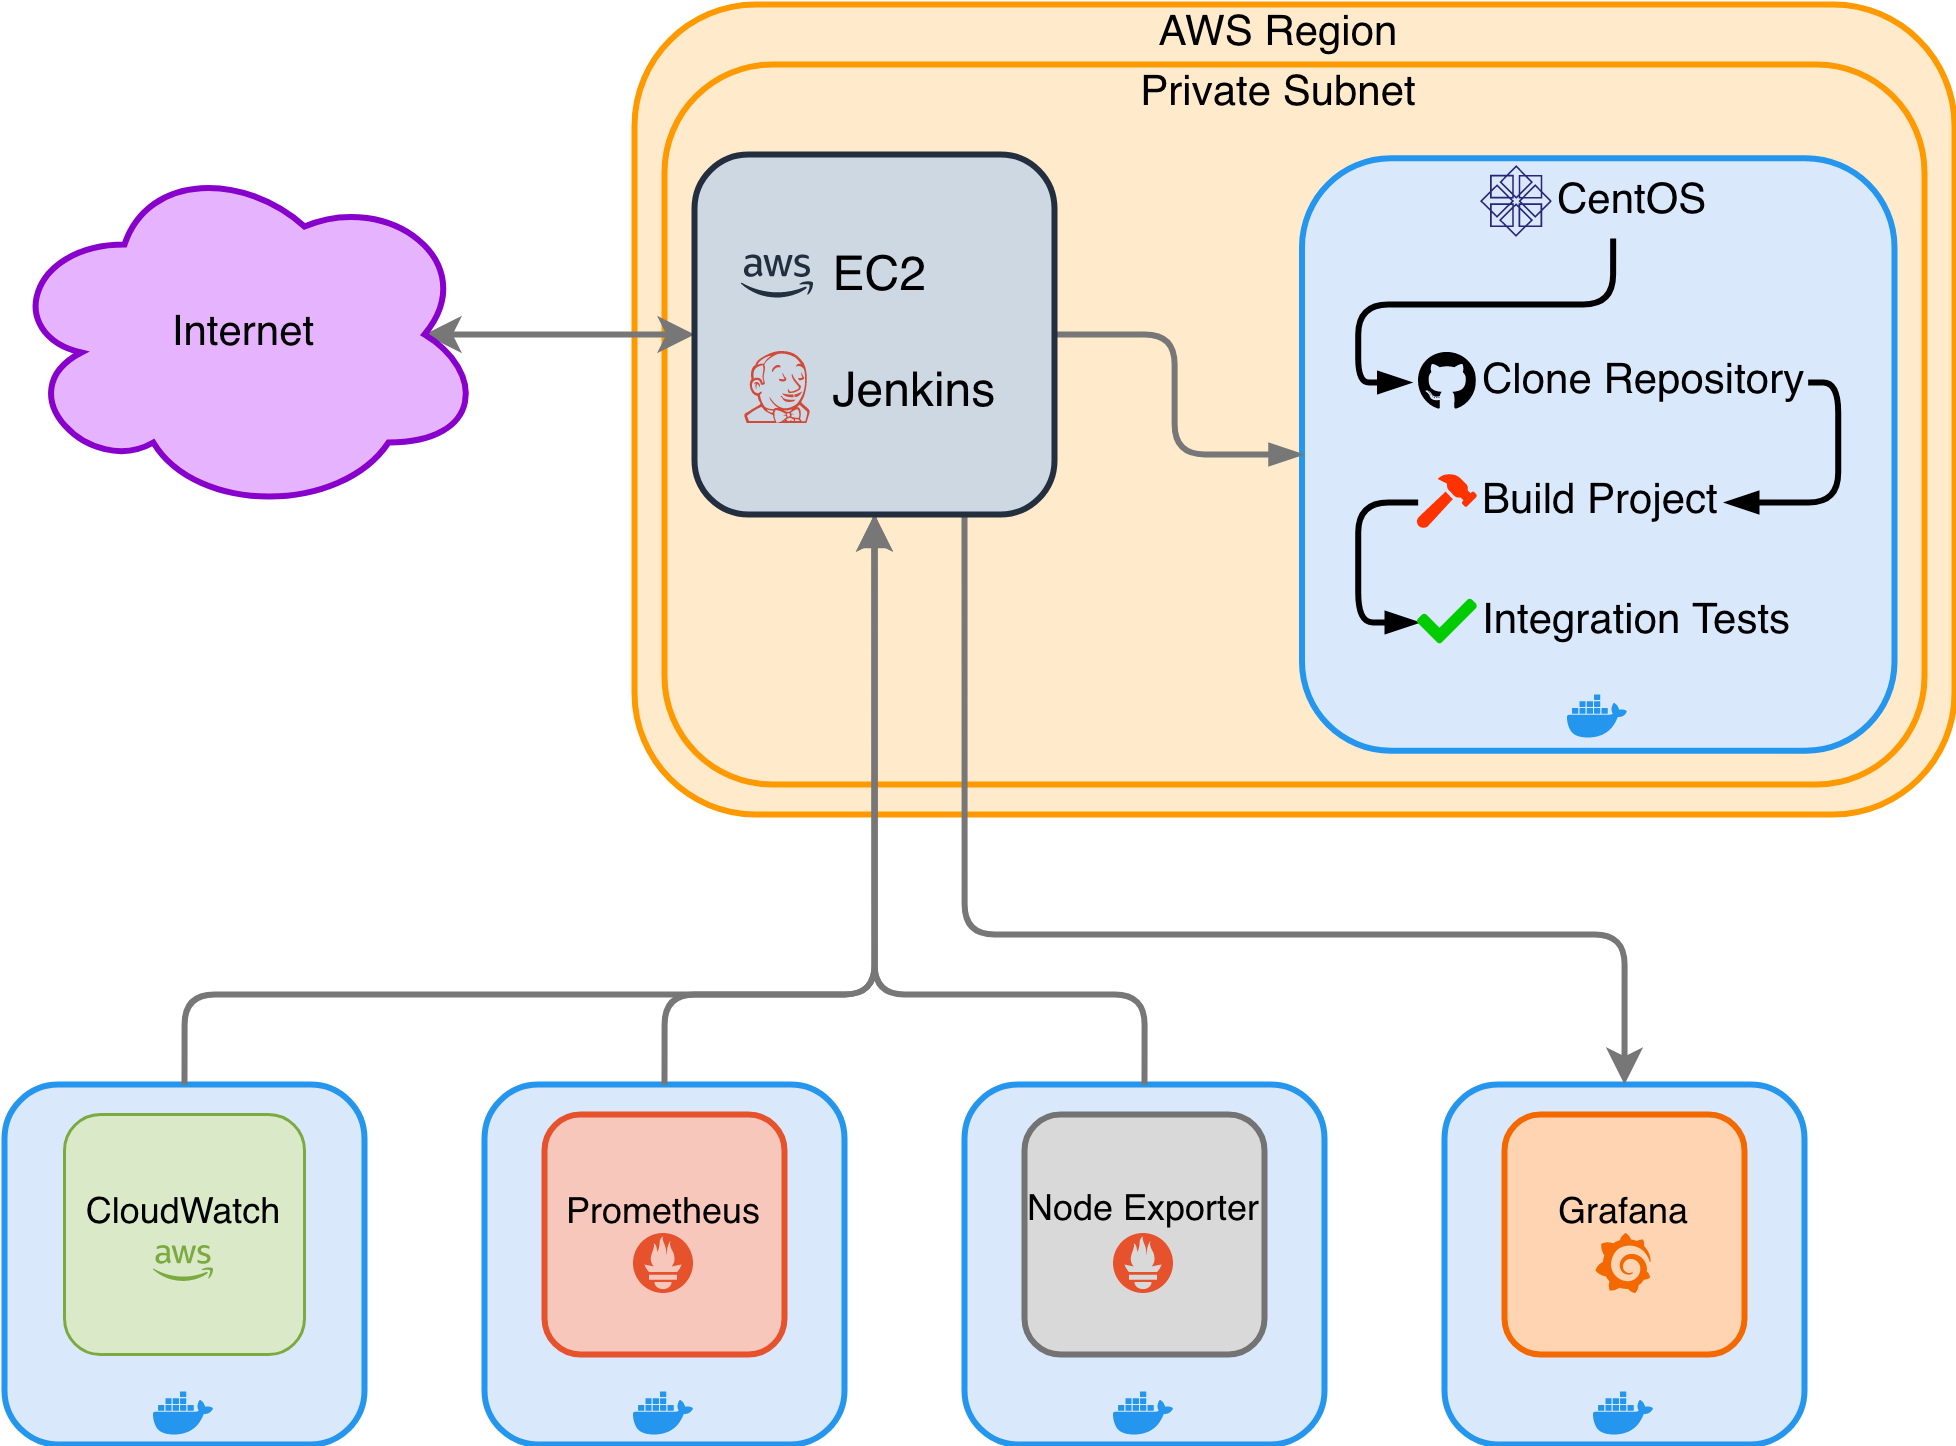 AWS Region
Private Subnet
CentOS
aws EC2
Internet
Clone Repository
Jenkins
Build Project
Integration Tests
CloudWatch
aws
Prometheus
Node Exporter
Grafana